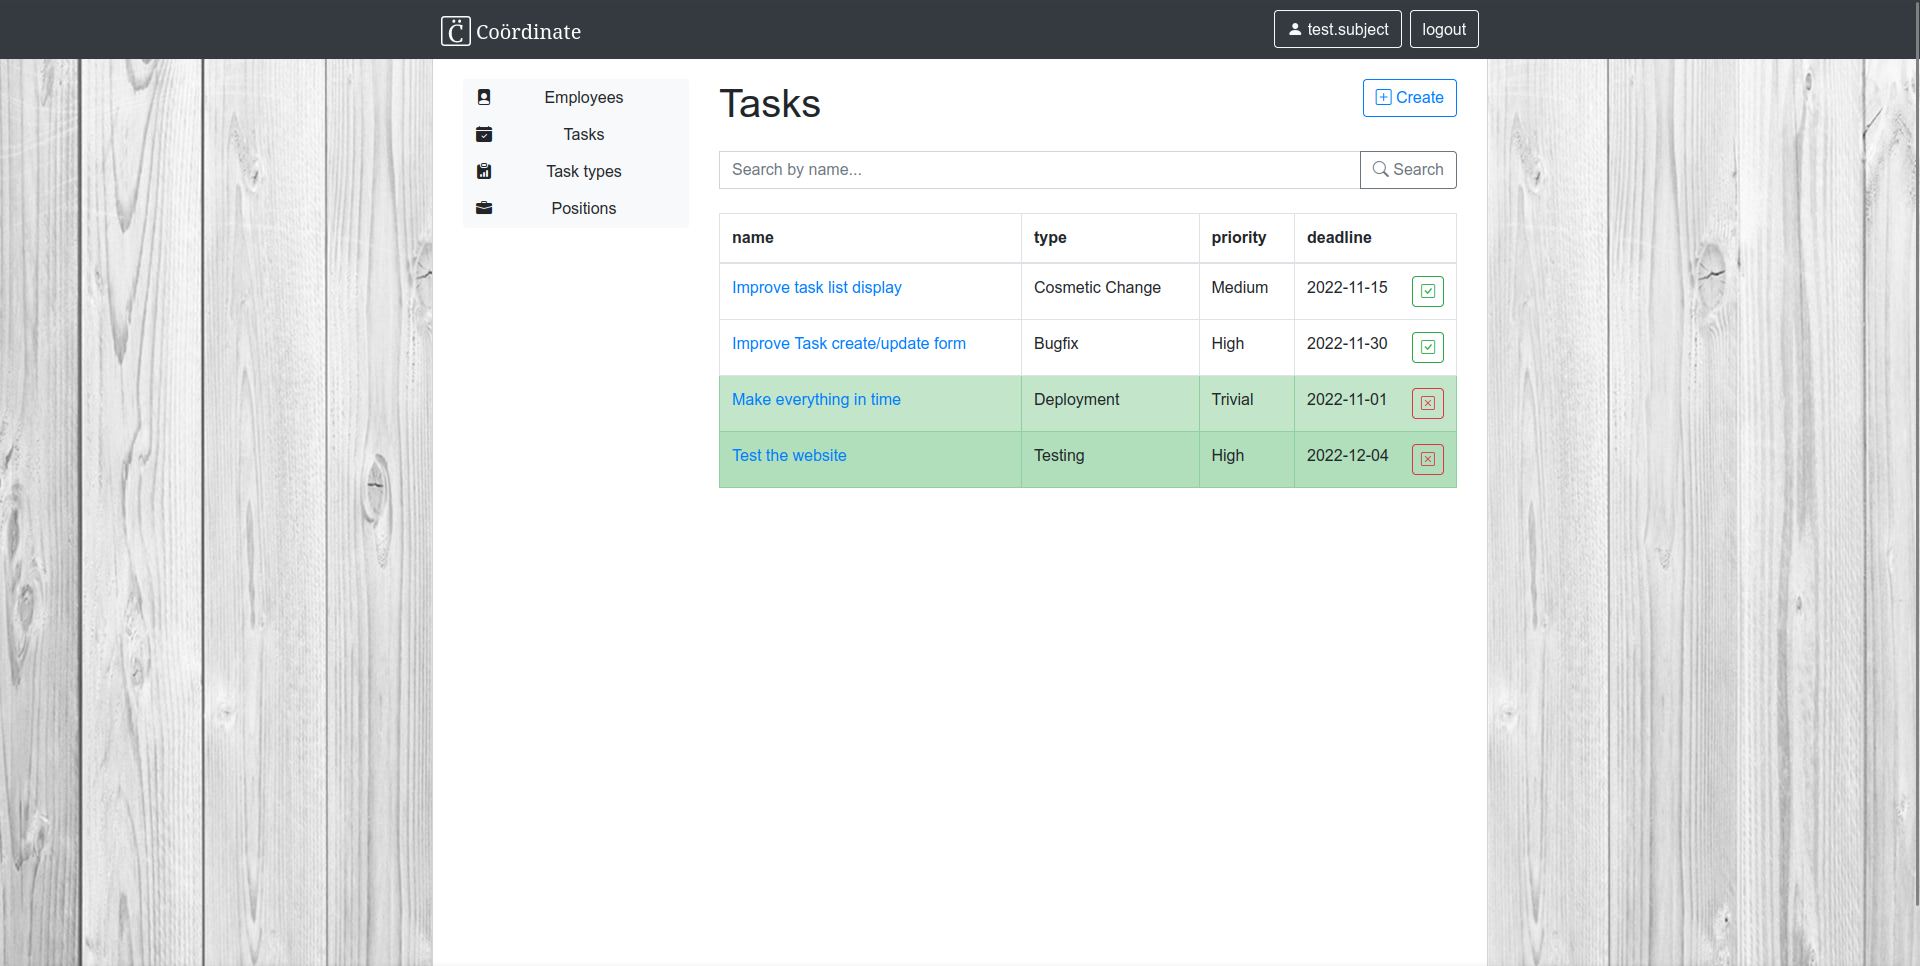 C̈ Coördinate
test.subject
logout
Employees
Tasks
Task types
Positions
Tasks
Create
Search by name...
Search
name type priority deadline
Improve task list display Cosmetic Change Medium 2022-11-15
Improve Task create/update form Bugfix High 2022-11-30
Make everything in time Deployment Trivial 2022-11-01
Test the website Testing High 2022-12-04